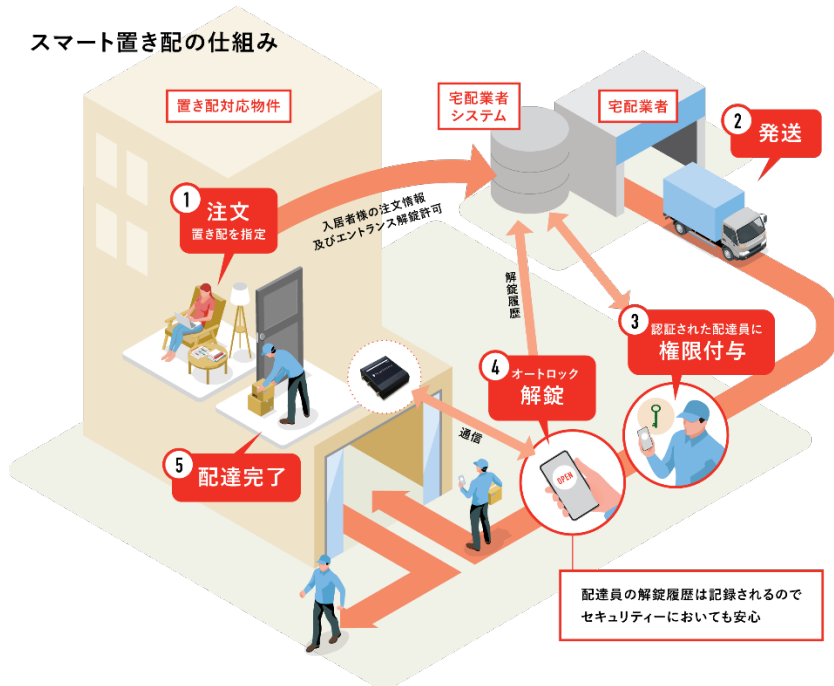 スマート置き配の仕組み
置き配対応物件
宅配業者
システム
宅配業者
2 発送
1 注文
置き配を指定
入居者様の注文情報
及びエントランス解錠許可
解錠履歴
3 認証された配達員に
権限付与
4 オートロック
解錠
通信
OPEN
5 配達完了
配達員の解錠履歴は記録されるので
セキュリティーにおいても安心